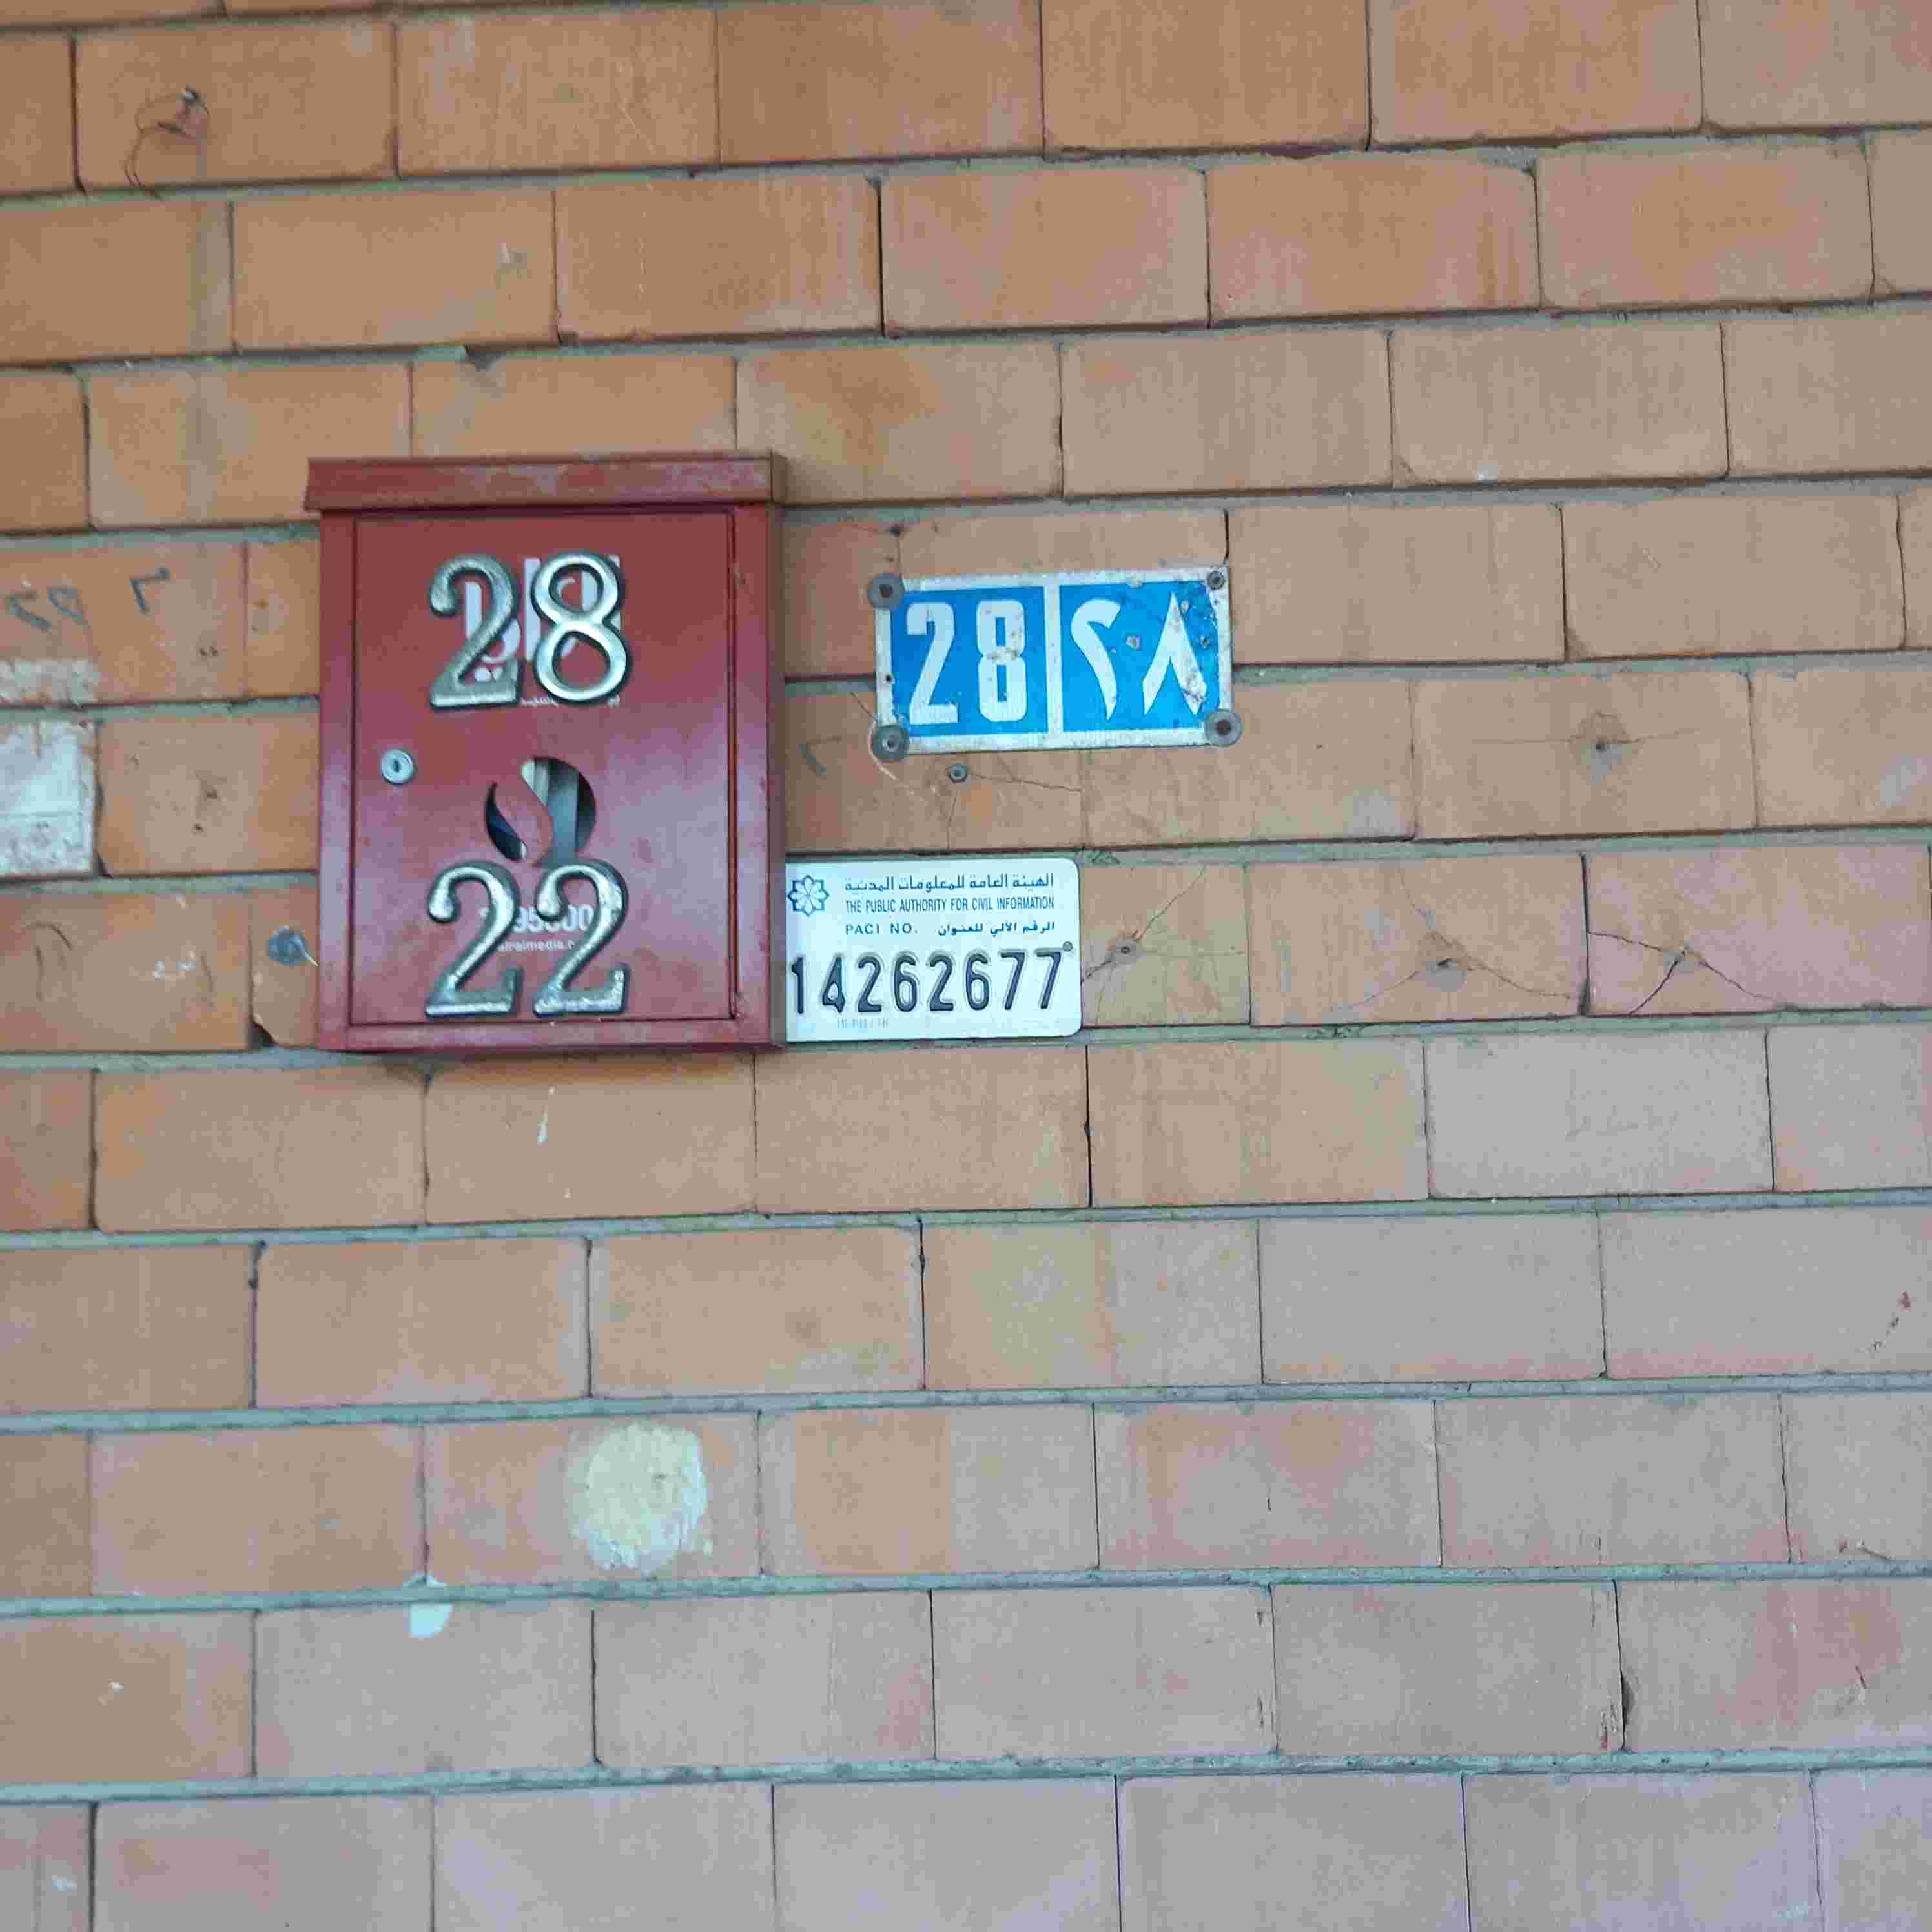 28
22
28 ٢٨
الهيئة العامة للمعلومات المدنية
THE PUBLIC AUTHORITY FOR CIVIL INFORMATION
PACI NO. الرقم الآلي للعنوان
14262677